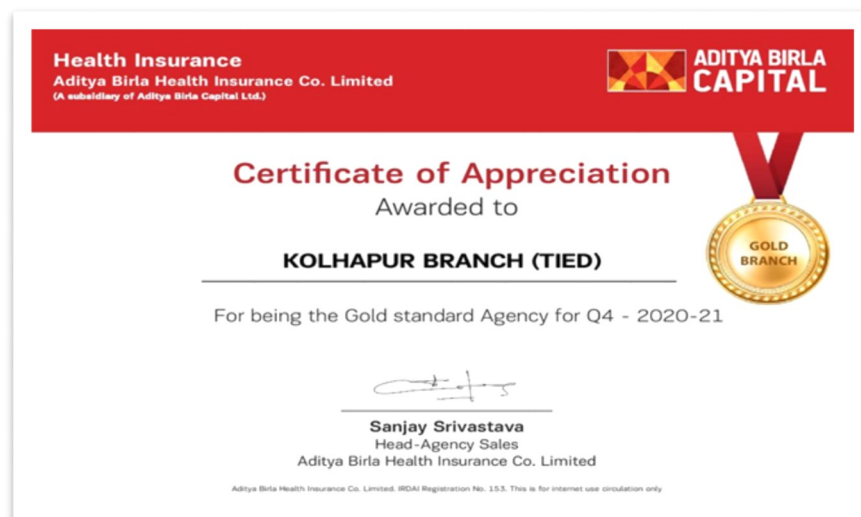 Health Insurance
Aditya Birla Health Insurance Co. Limited
(A subsidiary of Aditya Birla Capital Ltd.)
ADITYA BIRLA
CAPITAL
Certificate of Appreciation
Awarded to
GOLD
BRANCH
KOLHAPUR BRANCH (TIED)
For being the Gold standard Agency for Q4 - 2020-21
Sanjay Srivastava
Head-Agency Sales
Aditya Birla Health Insurance Co. Limited
Aditya Birla Health Insurance Co. Limited, IRDAI Registration No. 153. This is for internet use circulation only